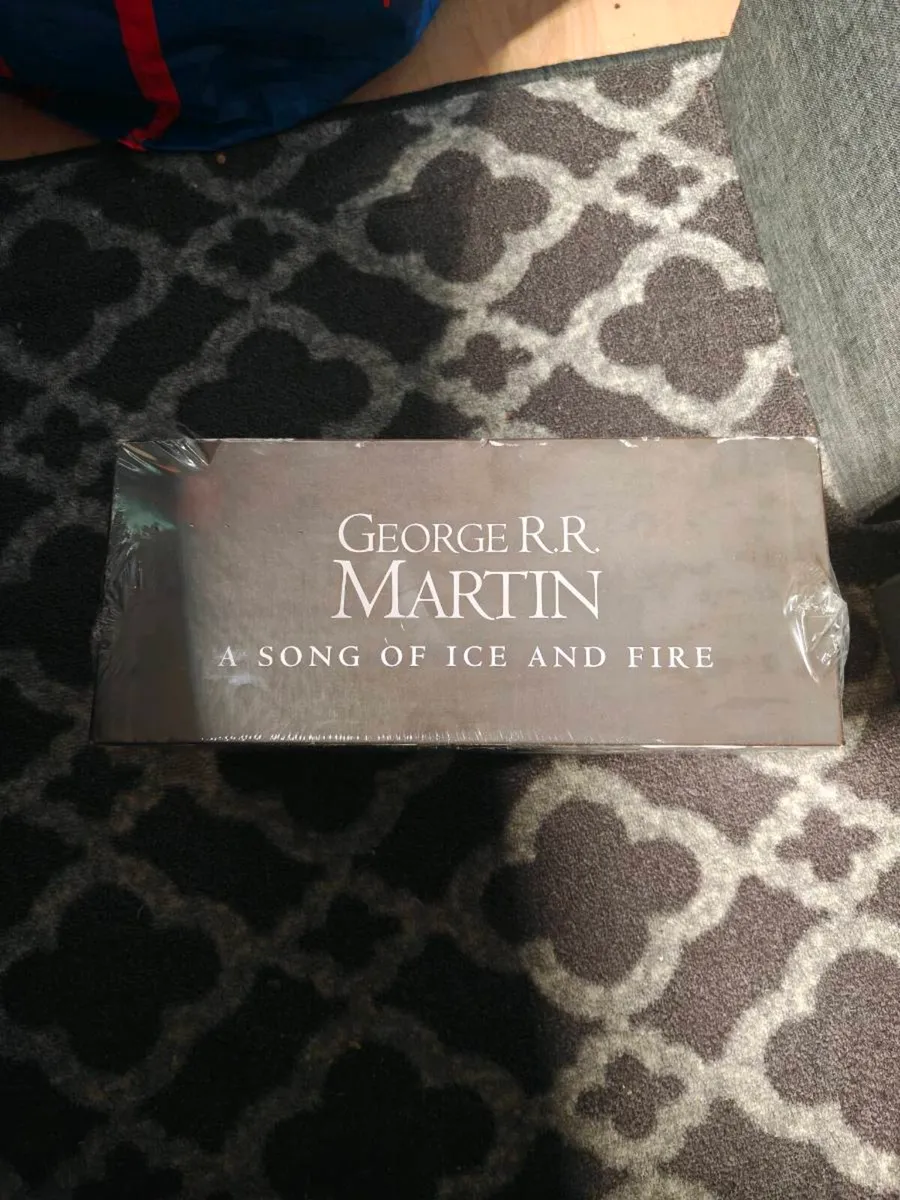 GEORGE R.R.
MARTIN
A SONG OF ICE AND FIRE